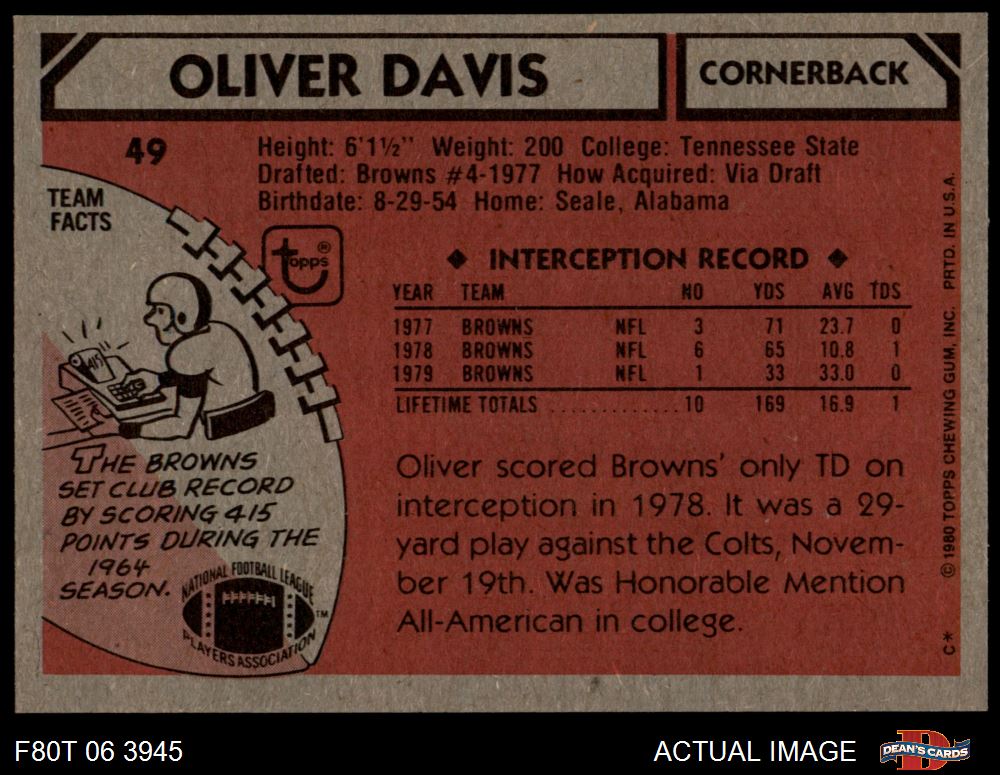 OLIVER DAVIS
CORNERBACK
49
Height: 6'1½" Weight: 200 College: Tennessee State
Drafted: Browns #4-1977 How Acquired: Via Draft
Birthdate: 8-29-54 Home: Seale, Alabama
TEAM
FACTS
topps®
◆ INTERCEPTION RECORD ◆
YEAR TEAM NO YDS AVG TDS
1977 BROWNS NFL 3 71 23.7 0
1978 BROWNS NFL 6 65 10.8 1
1979 BROWNS NFL 1 33 33.0 0
LIFETIME TOTALS ............. 10 169 16.9 1
415
THE BROWNS
SET CLUB RECORD
BY SCORING 415
POINTS DURING THE
1964
SEASON.
NATIONAL FOOTBALL LEAGUE
PLAYERS ASSOCIATION
TM
Oliver scored Browns' only TD on
interception in 1978. It was a 29-
yard play against the Colts, Novem-
ber 19th. Was Honorable Mention
All-American in college.
C* © 1980 TOPPS CHEWING GUM, INC. PRTD. IN U.S.A.
F80T 06 3945
ACTUAL IMAGE
D
DEAN'S CARDS